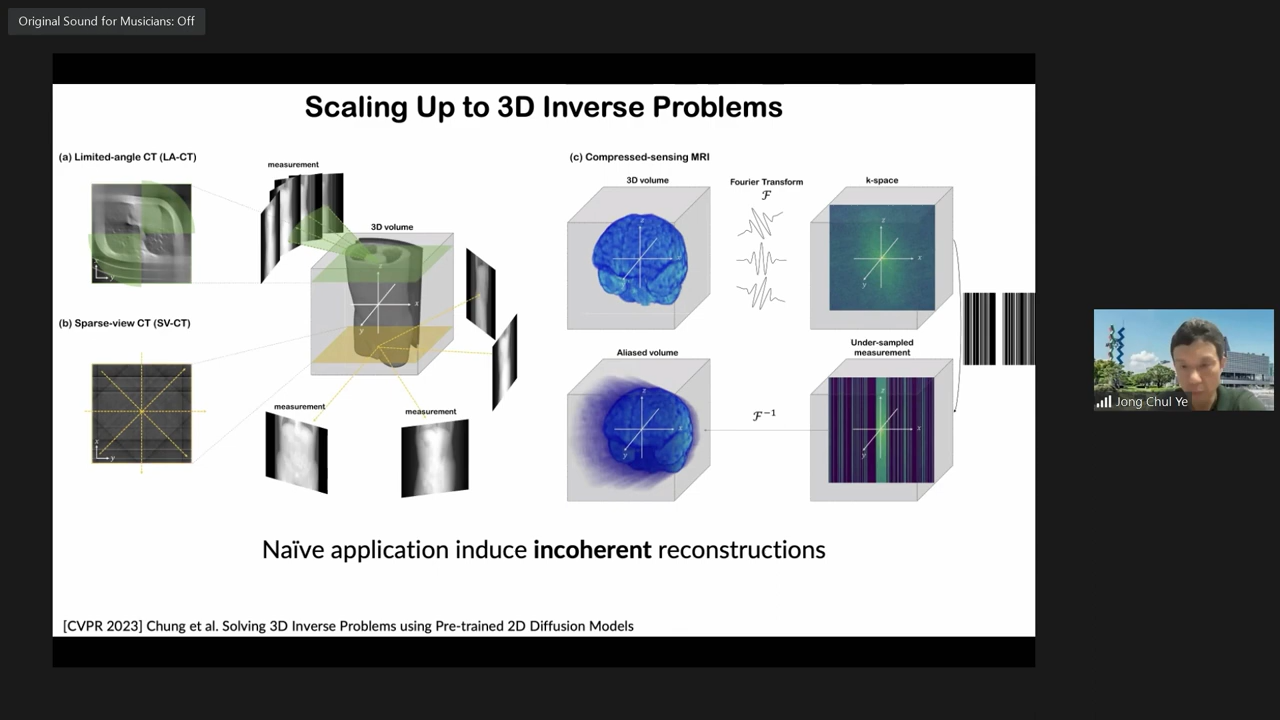 Original Sound for Musicians: Off
Scaling Up to 3D Inverse Problems
(a) Limited-angle CT (LA-CT)
measurement
3D volume
z
x
y
y
(b) Sparse-view CT (SV-CT)
measurement
measurement
x
y
(c) Compressed-sensing MRI
3D volume
z
x
y
Fourier Transform
ℱ
k-space
z
x
y
Aliased volume
z
x
y
ℱ⁻¹
Under-sampled
measurement
z
x
y
Naïve application induce incoherent reconstructions
[CVPR 2023] Chung et al. Solving 3D Inverse Problems using Pre-trained 2D Diffusion Models
Jong Chul Ye